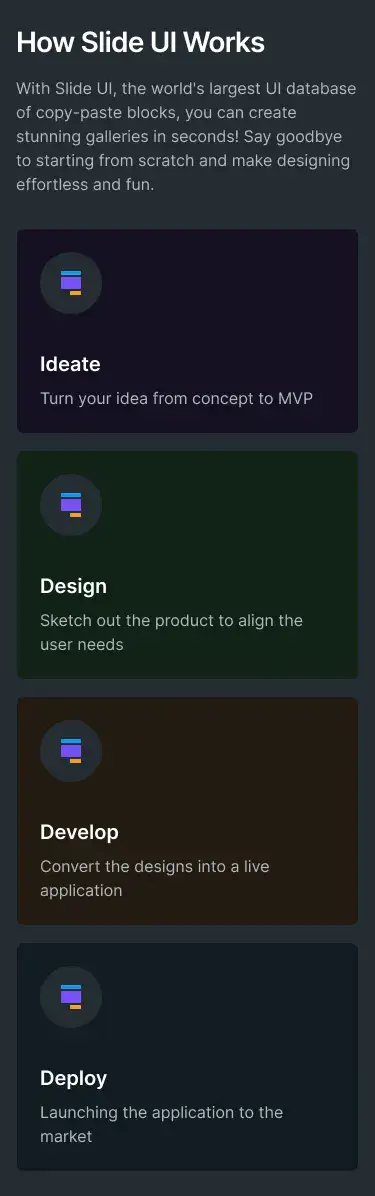 How Slide UI Works
With Slide UI, the world's largest UI database
of copy-paste blocks, you can create
stunning galleries in seconds! Say goodbye
to starting from scratch and make designing
effortless and fun.
Ideate
Turn your idea from concept to MVP
Design
Sketch out the product to align the
user needs
Develop
Convert the designs into a live
application
Deploy
Launching the application to the
market